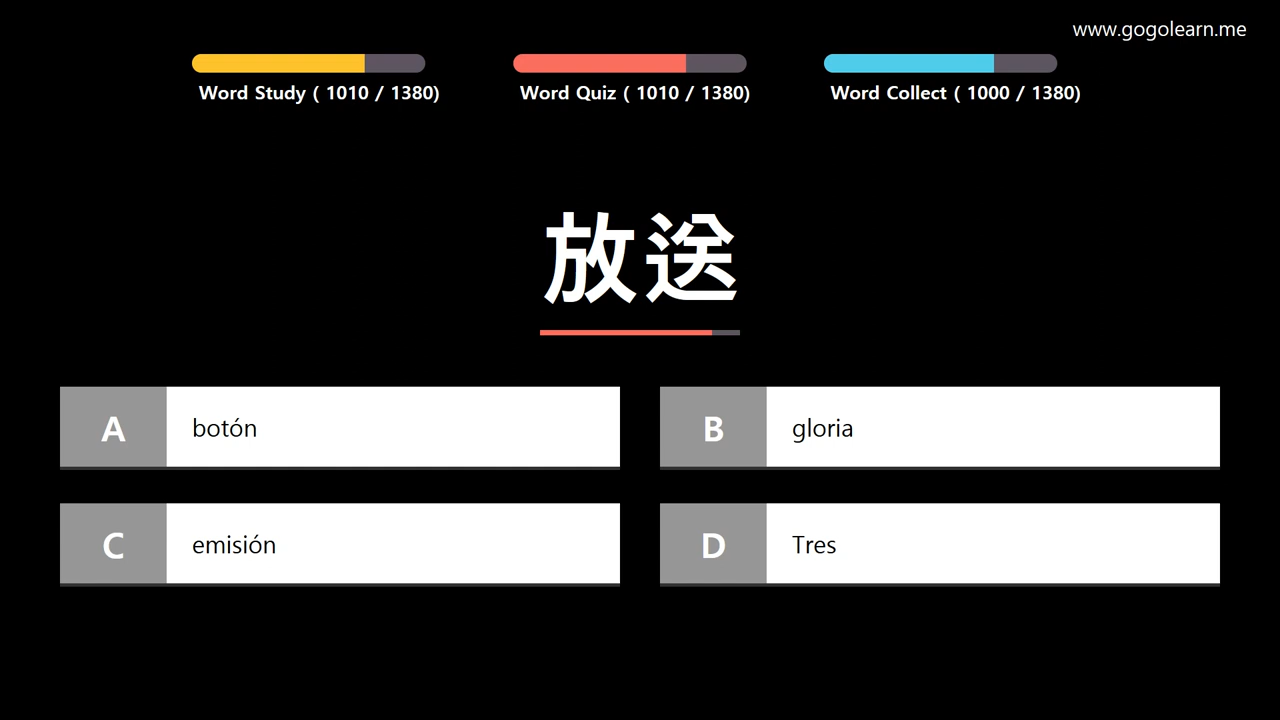 www.gogolearn.me
Word Study ( 1010 / 1380)
Word Quiz ( 1010 / 1380)
Word Collect ( 1000 / 1380)
放送
A botón
B gloria
C emisión
D Tres